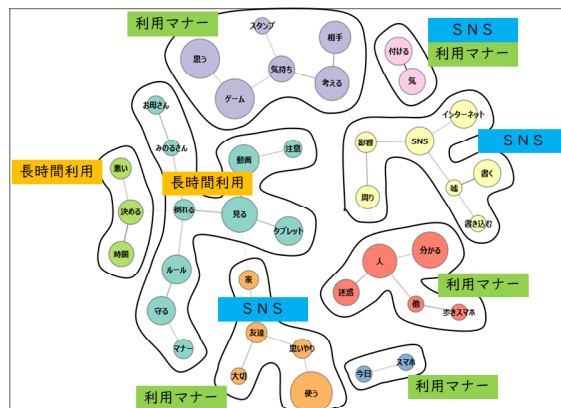 利用マナー
スタンプ
相手
思う
気持ち
考える
ゲーム
ＳＮＳ
利用マナー
付ける
気
お母さん
みのるさん
動画
注意
長時間利用
長時間利用
悪い
決める
時間
倒れる
見る
タブレット
ルール
守る
マナー
インターネット
影響
SNS
ＳＮＳ
周り
嘘
書く
書き込む
人
分かる
迷惑
他
歩きスマホ
利用マナー
家
ＳＮＳ
友達
思いやり
大切
使う
利用マナー
今日
スマホ
利用マナー